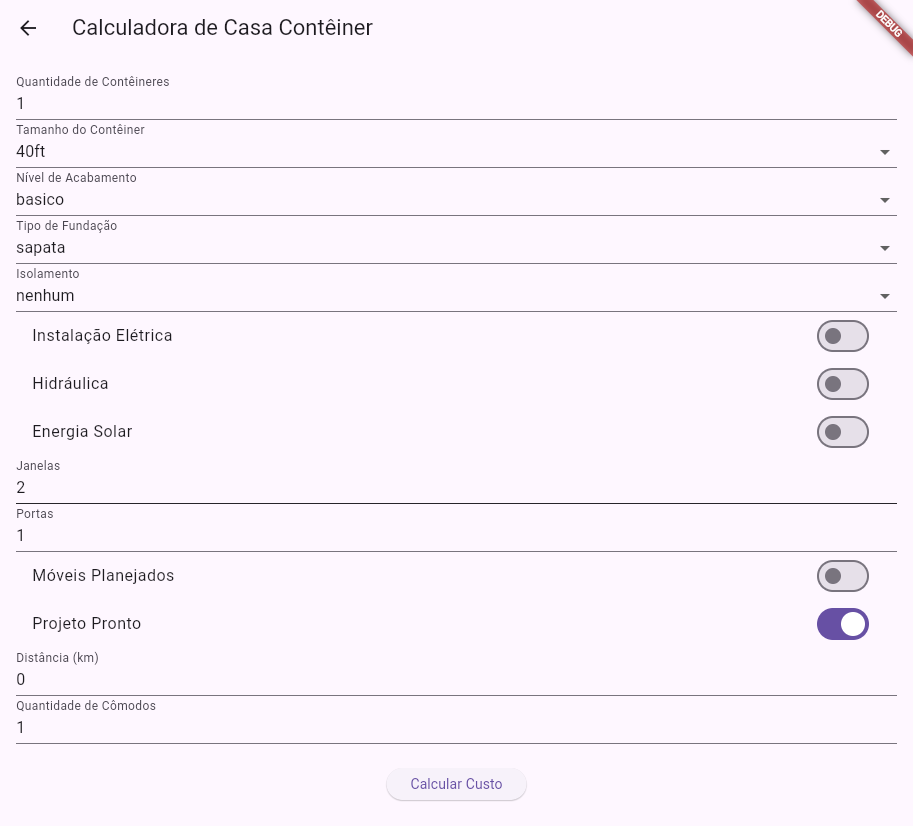 Calculadora de Casa Contêiner
DEBUG
Quantidade de Contêineres
1
Tamanho do Contêiner
40ft
Nível de Acabamento
basico
Tipo de Fundação
sapata
Isolamento
nenhum
Instalação Elétrica
Hidráulica
Energia Solar
Janelas
2
Portas
1
Móveis Planejados
Projeto Pronto
Distância (km)
0
Quantidade de Cômodos
1
Calcular Custo